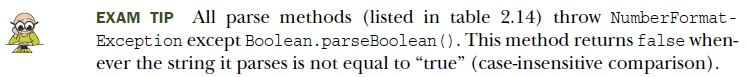 EXAM TIP All parse methods (listed in table 2.14) throw NumberFormat-
Exception except Boolean.parseBoolean(). This method returns false when-
ever the string it parses is not equal to “true” (case-insensitive comparison).